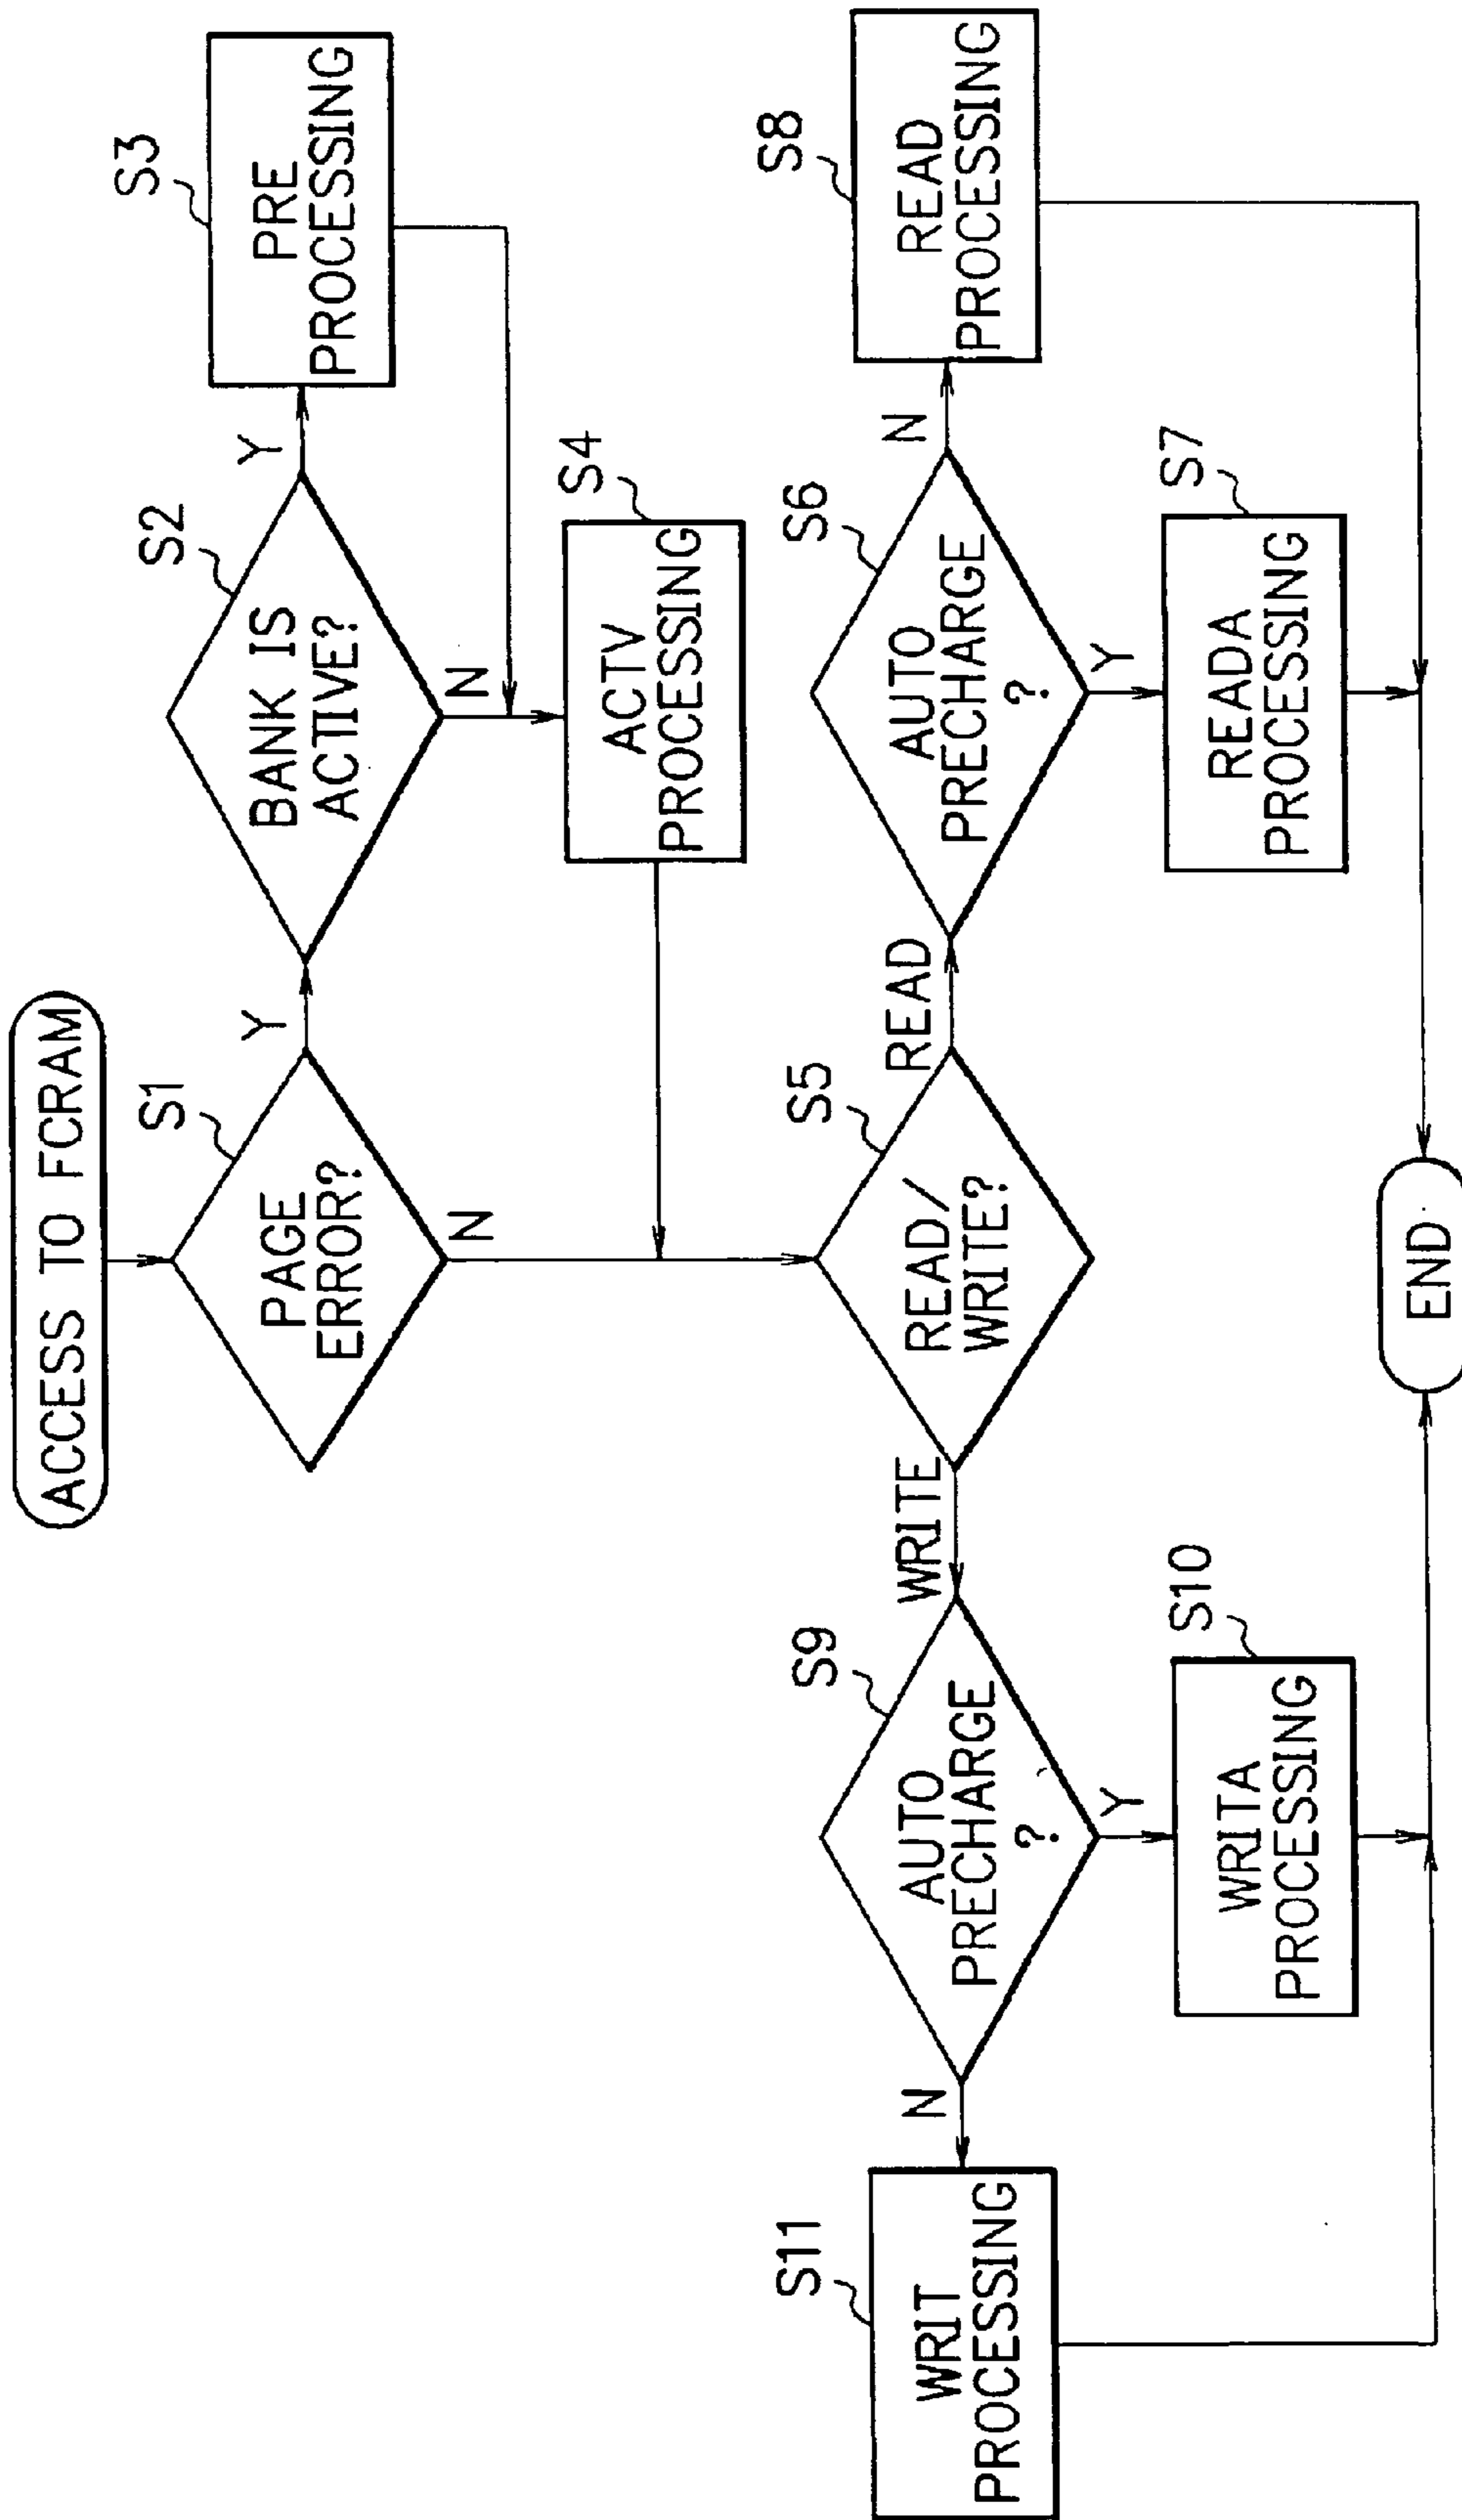 ACCESS TO FCRAM
S1
PAGE
ERROR?
Y
N
S2
BANK IS
ACTIVE?
Y
N
S3
PRE
PROCESSING
S4
ACTV
PROCESSING
S5
READ/
WRITE?
READ
WRITE
S6
AUTO
PRECHARGE
?
N
Y
S8
READ
PROCESSING
S7
READA
PROCESSING
S9
AUTO
PRECHARGE
?
Y
N
S10
WRITA
PROCESSING
S11
WRIT
PROCESSING
END